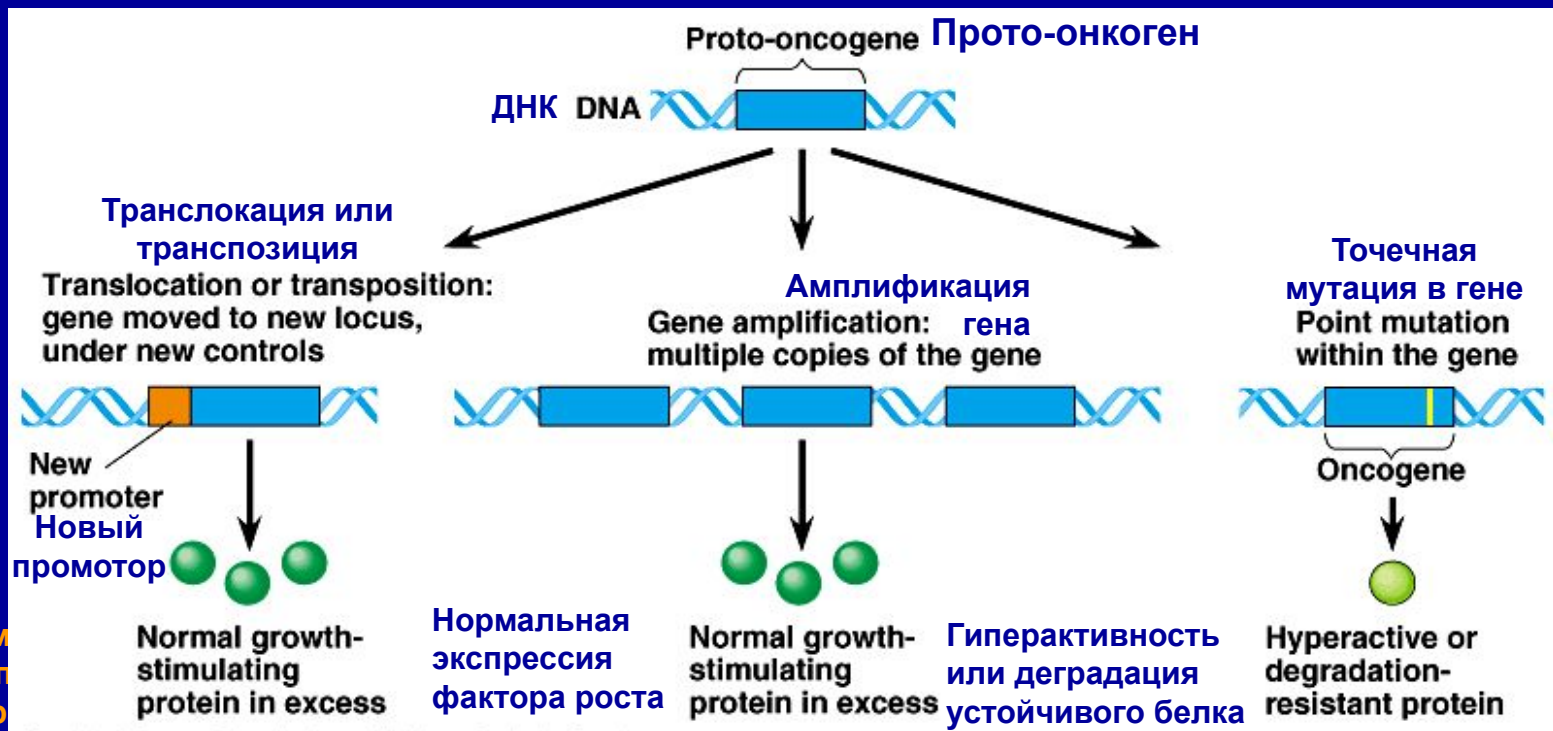 Proto-oncogene Прото-онкоген
ДНК DNA
Транслокация или
транспозиция
Translocation or transposition:
gene moved to new locus,
under new controls
Амплификация
гена
Gene amplification:
multiple copies of the gene
Точечная
мутация в гене
Point mutation
within the gene
New
promoter
Новый
промотор
Oncogene
Normal growth-
stimulating
protein in excess
Нормальная
экспрессия
фактора роста
Normal growth-
stimulating
protein in excess
Гиперактивность
или деградация
устойчивого белка
Hyperactive or
degradation-
resistant protein